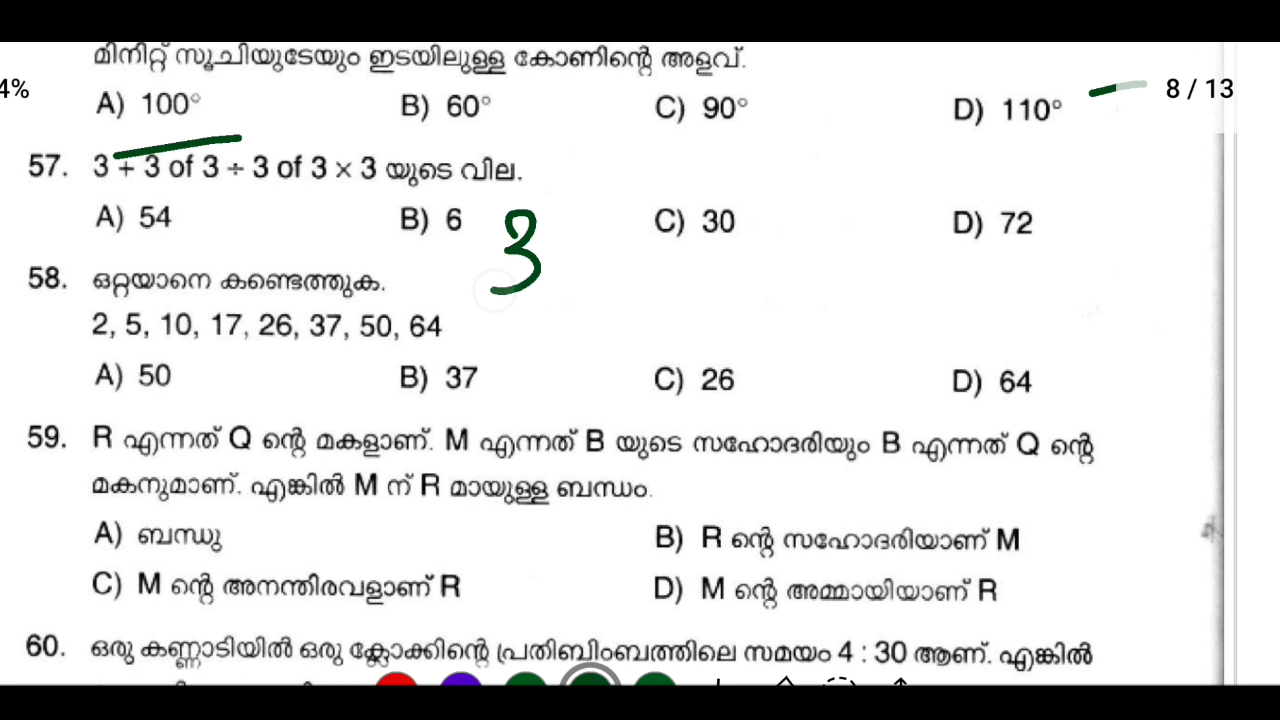 മിനിറ്റ് സൂചിയുടേയും ഇടയിലുള്ള കോണിന്റെ അളവ്.
4%
A) 100° B) 60° C) 90° D) 110°
8 / 13
57. 3 + 3 of 3 ÷ 3 of 3 × 3 യുടെ വില.
A) 54 B) 6 C) 30 D) 72
3
58. ഒറ്റയാനെ കണ്ടെത്തുക.
2, 5, 10, 17, 26, 37, 50, 64
A) 50 B) 37 C) 26 D) 64
59. R എന്നത് Q ന്റെ മകളാണ്. M എന്നത് B യുടെ സഹോദരിയും B എന്നത് Q ന്റെ
മകനുമാണ്. എങ്കിൽ M ന് R മായുള്ള ബന്ധം.
A) ബന്ധു B) R ന്റെ സഹോദരിയാണ് M
C) M ന്റെ അനന്തിരവളാണ് R D) M ന്റെ അമ്മായിയാണ് R
60. ഒരു കണ്ണാടിയിൽ ഒരു ക്ലോക്കിന്റെ പ്രതിബിംബത്തിലെ സമയം 4 : 30 ആണ്. എങ്കിൽ